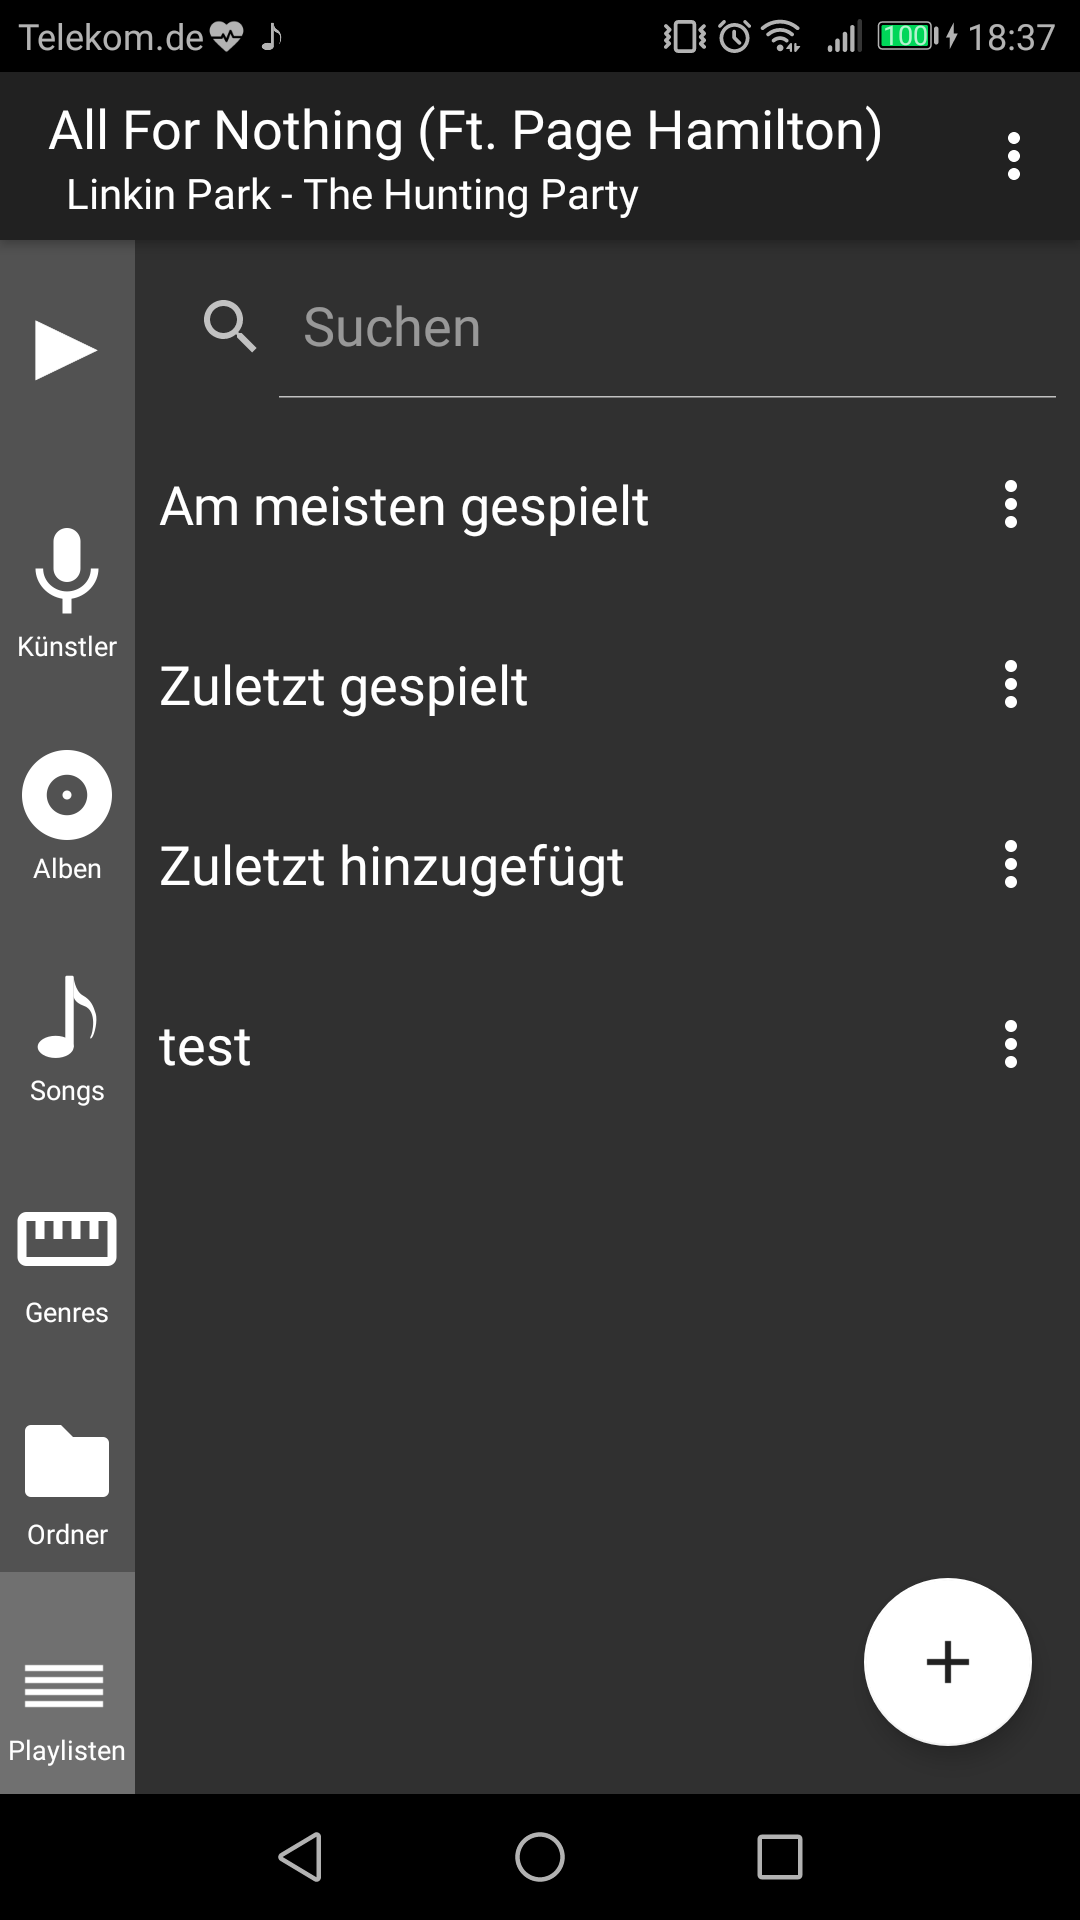 Telekom.de 100 18:37
All For Nothing (Ft. Page Hamilton)
Linkin Park - The Hunting Party
Suchen
Am meisten gespielt
Künstler
Zuletzt gespielt
Alben
Zuletzt hinzugefügt
Songs
test
Genres
Ordner
Playlisten